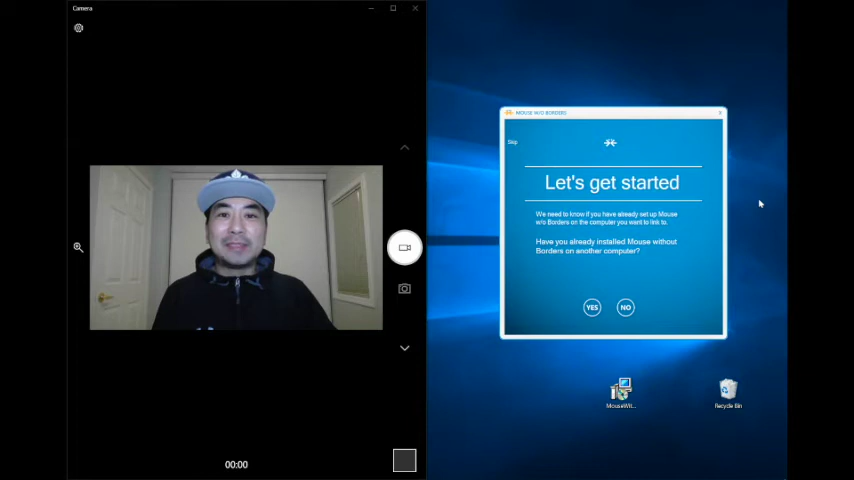 Camera
MOUSE W/O BORDERS
X
Skip
Let's get started
We need to know if you have already set up Mouse
w/o Borders on the computer you want to link to.
Have you already installed Mouse without
Borders on another computer?
YES
NO
MouseWit...
Recycle Bin
00:00